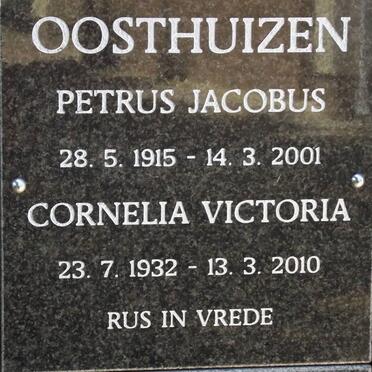 OOSTHUIZEN
PETRUS JACOBUS
28. 5. 1915 - 14. 3. 2001
CORNELIA VICTORIA
23. 7. 1932 - 13. 3. 2010
RUS IN VREDE